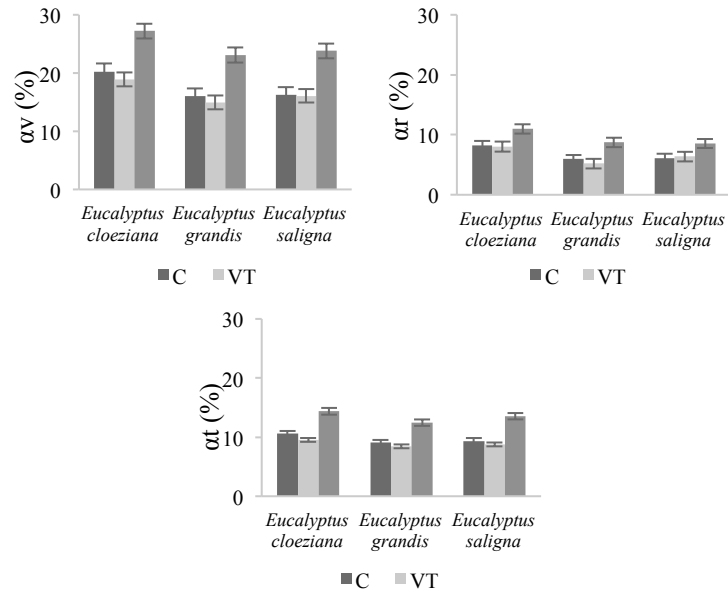 30
20
10
0
αv (%)
Eucalyptus cloeziana
Eucalyptus grandis
Eucalyptus saligna
C VT
30
20
10
0
αr (%)
Eucalyptus cloeziana
Eucalyptus grandis
Eucalyptus saligna
C VT
30
20
10
0
αt (%)
Eucalyptus cloeziana
Eucalyptus grandis
Eucalyptus saligna
C VT